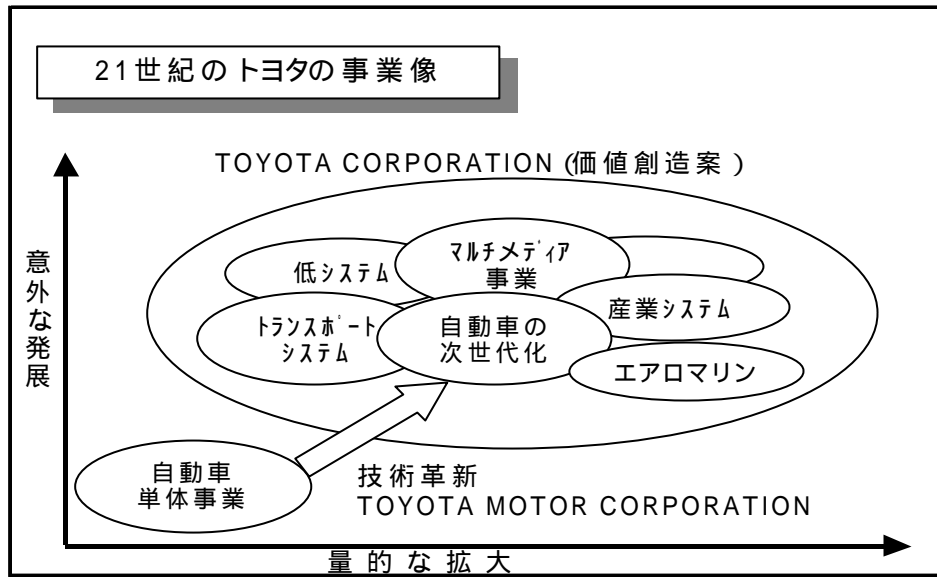 21世紀のトヨタの事業像
TOYOTA CORPORATION (価値創造案)
意外な発展
低システム
マルチメディア
事業
産業システム
トランスポート
システム
自動車の
次世代化
エアロマリン
自動車
単体事業
技術革新
TOYOTA MOTOR CORPORATION
量的な拡大